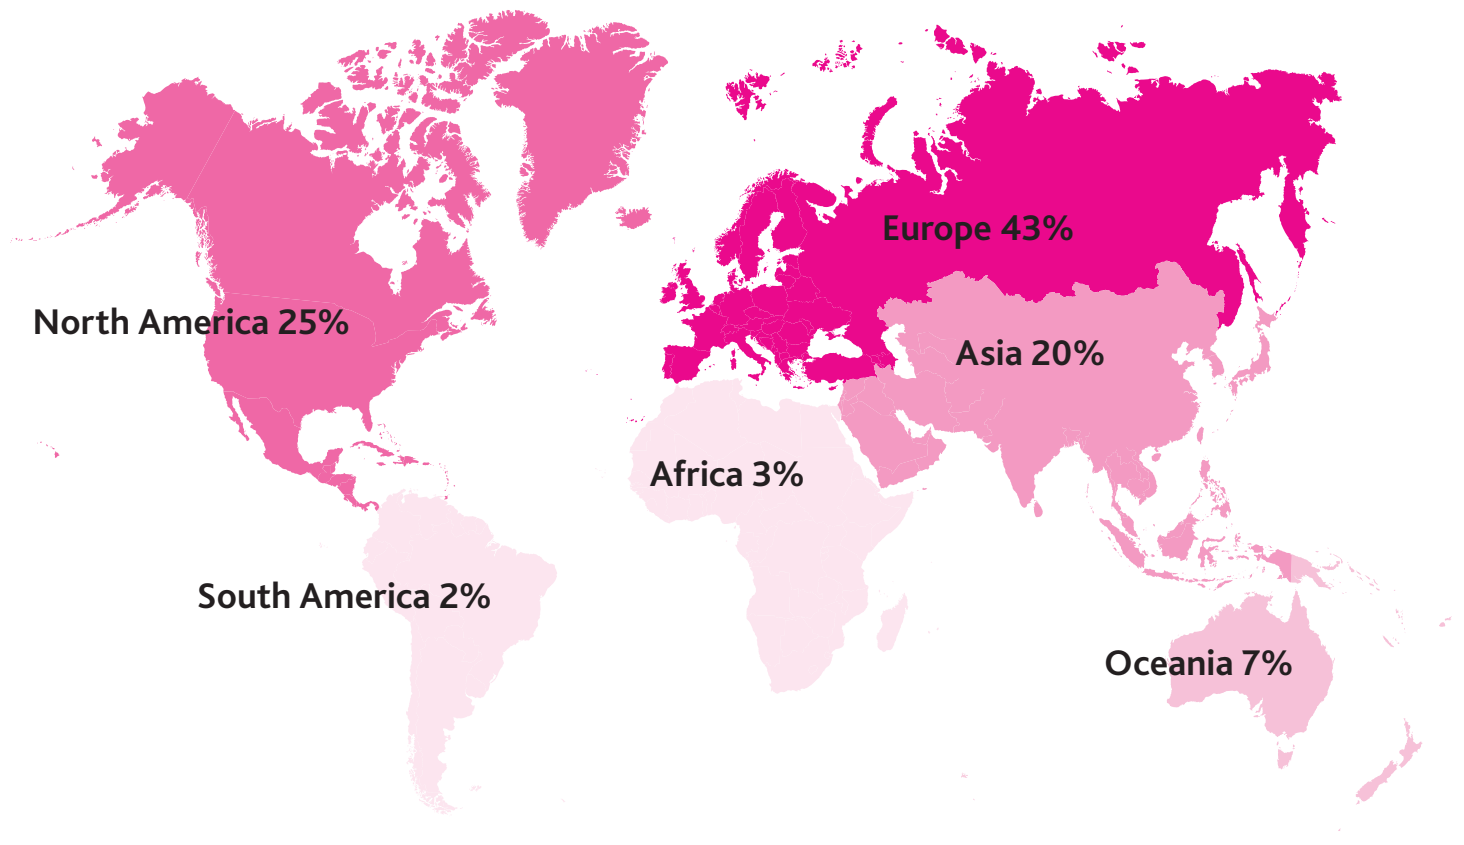 Europe 43%
North America 25%
Asia 20%
Africa 3%
South America 2%
Oceania 7%